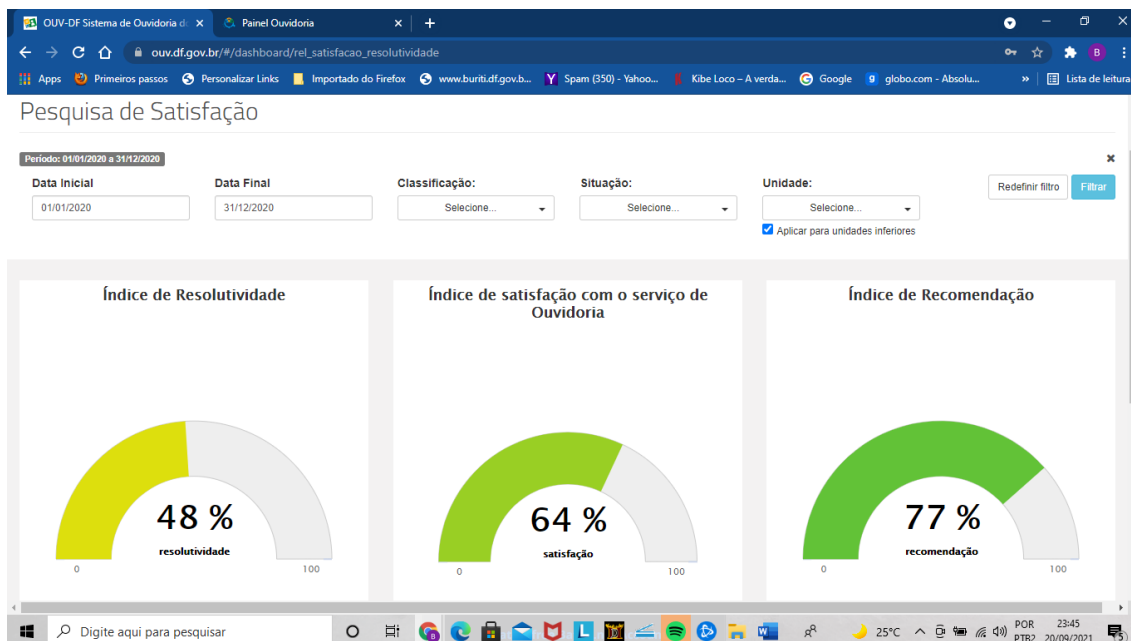 OUV-DF Sistema de Ouvidoria do
Painel Ouvidoria
ouv.df.gov.br/#/dashboard/rel_satisfacao_resolutividade
B
Apps Primeiros passos Personalizar Links Importado do Firefox www.buriti.df.gov.b... Spam (350) - Yahoo... Kibe Loco – A verda... Google globo.com - Absolu... » Lista de leitura
Pesquisa de Satisfação
Período: 01/01/2020 a 31/12/2020
Data Inicial Data Final Classificação: Situação: Unidade:
01/01/2020 31/12/2020 Selecione... Selecione... Selecione... Redefinir filtro Filtrar
Aplicar para unidades inferiores
Índice de Resolutividade
48 %
resolutividade
0 100
Índice de satisfação com o serviço de
Ouvidoria
64 %
satisfação
0 100
Índice de Recomendação
77 %
recomendação
0 100
Digite aqui para pesquisar
25°C
POR 23:45
PTB2 20/09/2021